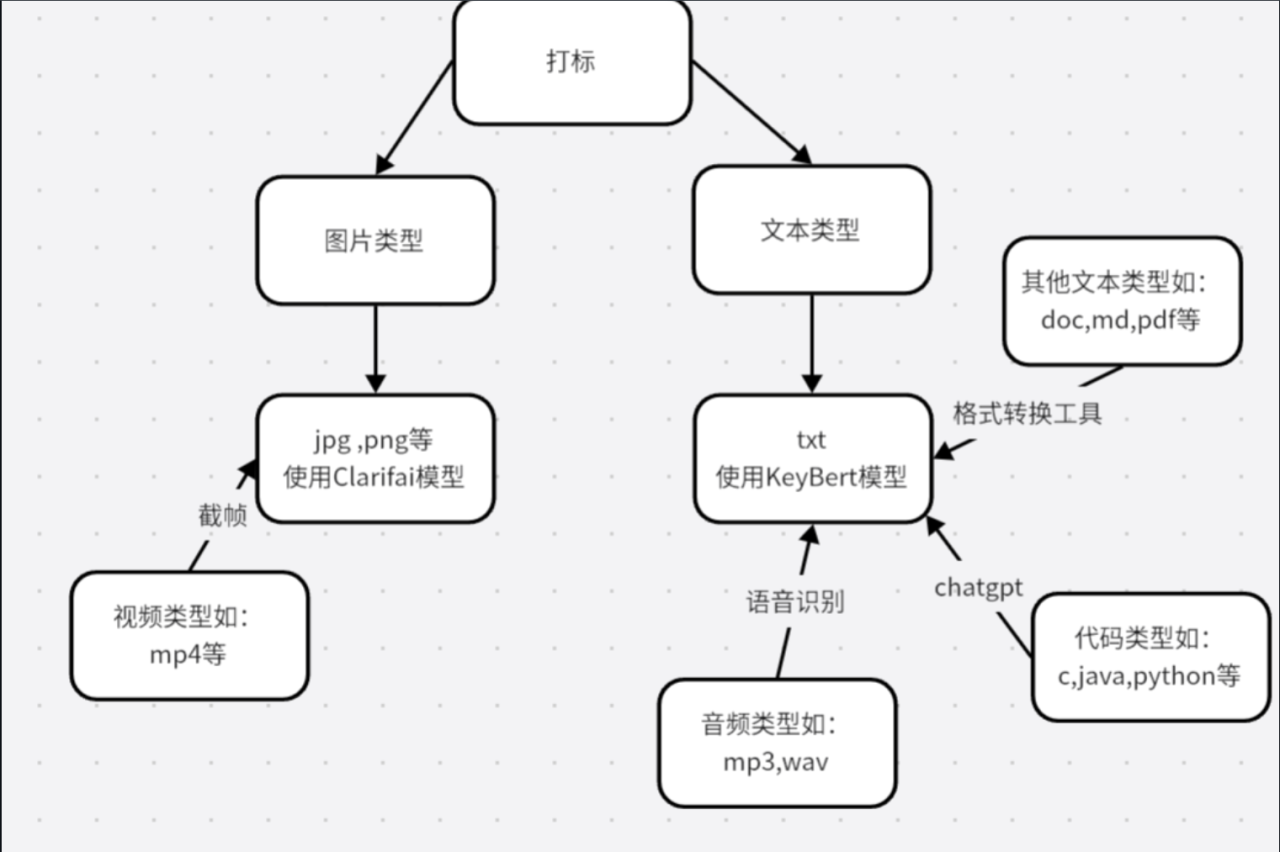 打标
图片类型
文本类型
其他文本类型如：
doc,md,pdf等
格式转换工具
jpg ,png等
使用Clarifai模型
txt
使用KeyBert模型
截帧
视频类型如：
mp4等
语音识别
chatgpt
代码类型如：
c,java,python等
音频类型如：
mp3,wav